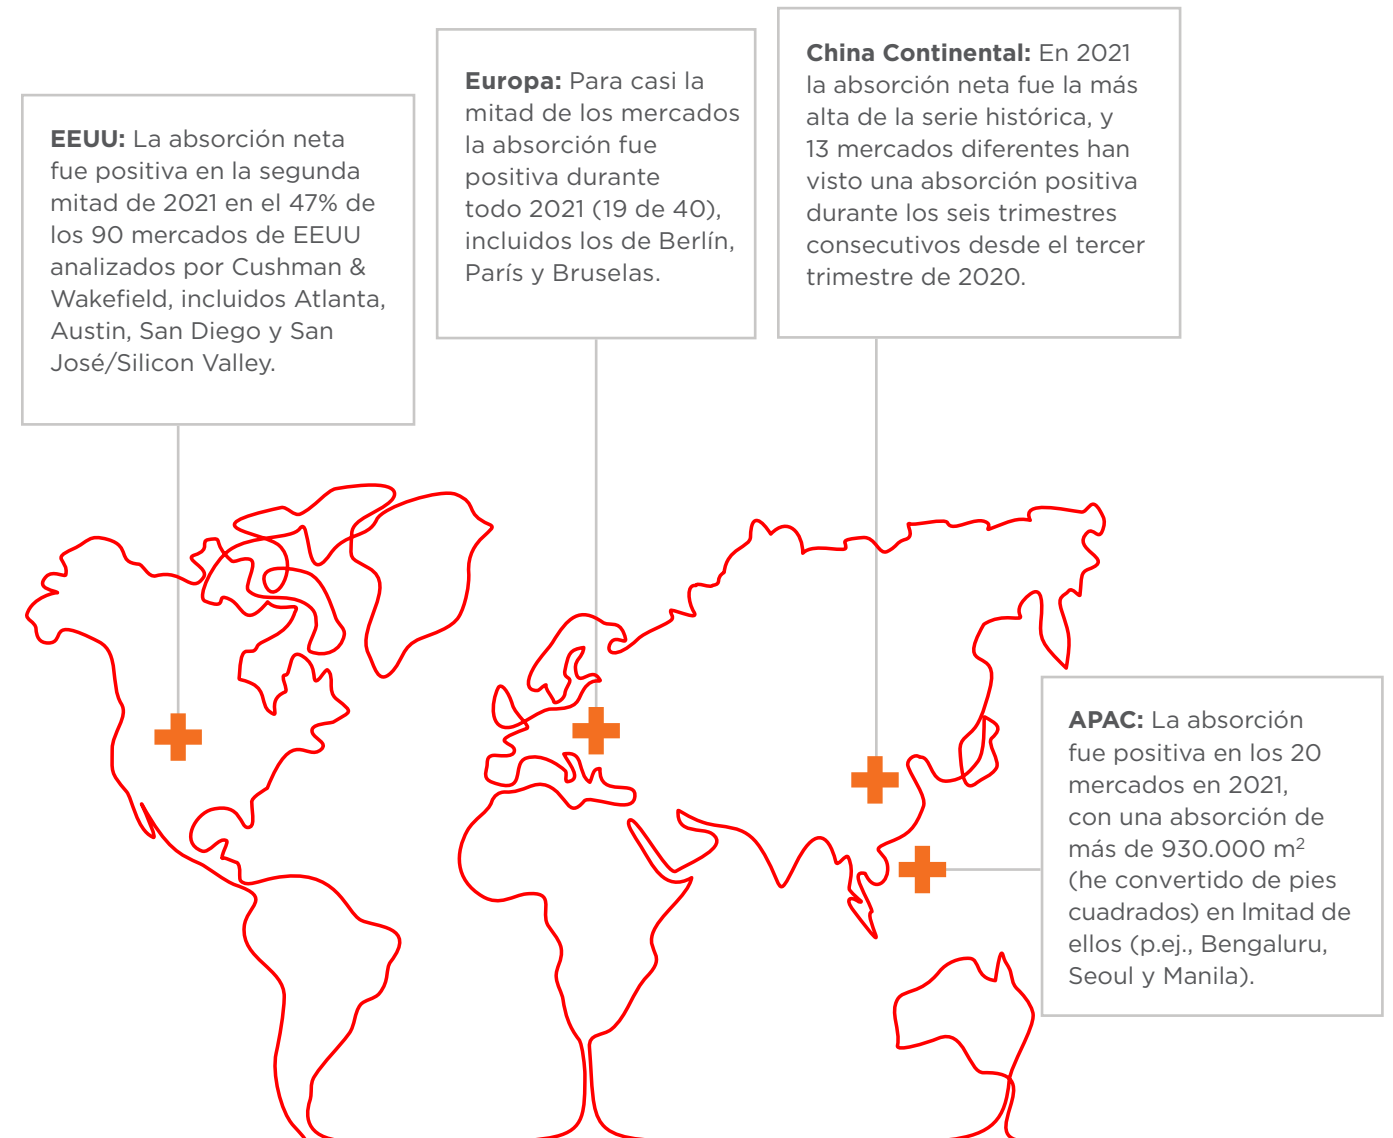 EEUU: La absorción neta
fue positiva en la segunda
mitad de 2021 en el 47% de
los 90 mercados de EEUU
analizados por Cushman &
Wakefield, incluidos Atlanta,
Austin, San Diego y San
José/Silicon Valley.
Europa: Para casi la
mitad de los mercados
la absorción fue
positiva durante
todo 2021 (19 de 40),
incluidos los de Berlín,
París y Bruselas.
China Continental: En 2021
la absorción neta fue la más
alta de la serie histórica, y
13 mercados diferentes han
visto una absorción positiva
durante los seis trimestres
consecutivos desde el tercer
trimestre de 2020.
APAC: La absorción
fue positiva en los 20
mercados en 2021,
con una absorción de
más de 930.000 m²
(he convertido de pies
cuadrados) en lmitad de
ellos (p.ej., Bengaluru,
Seoul y Manila).